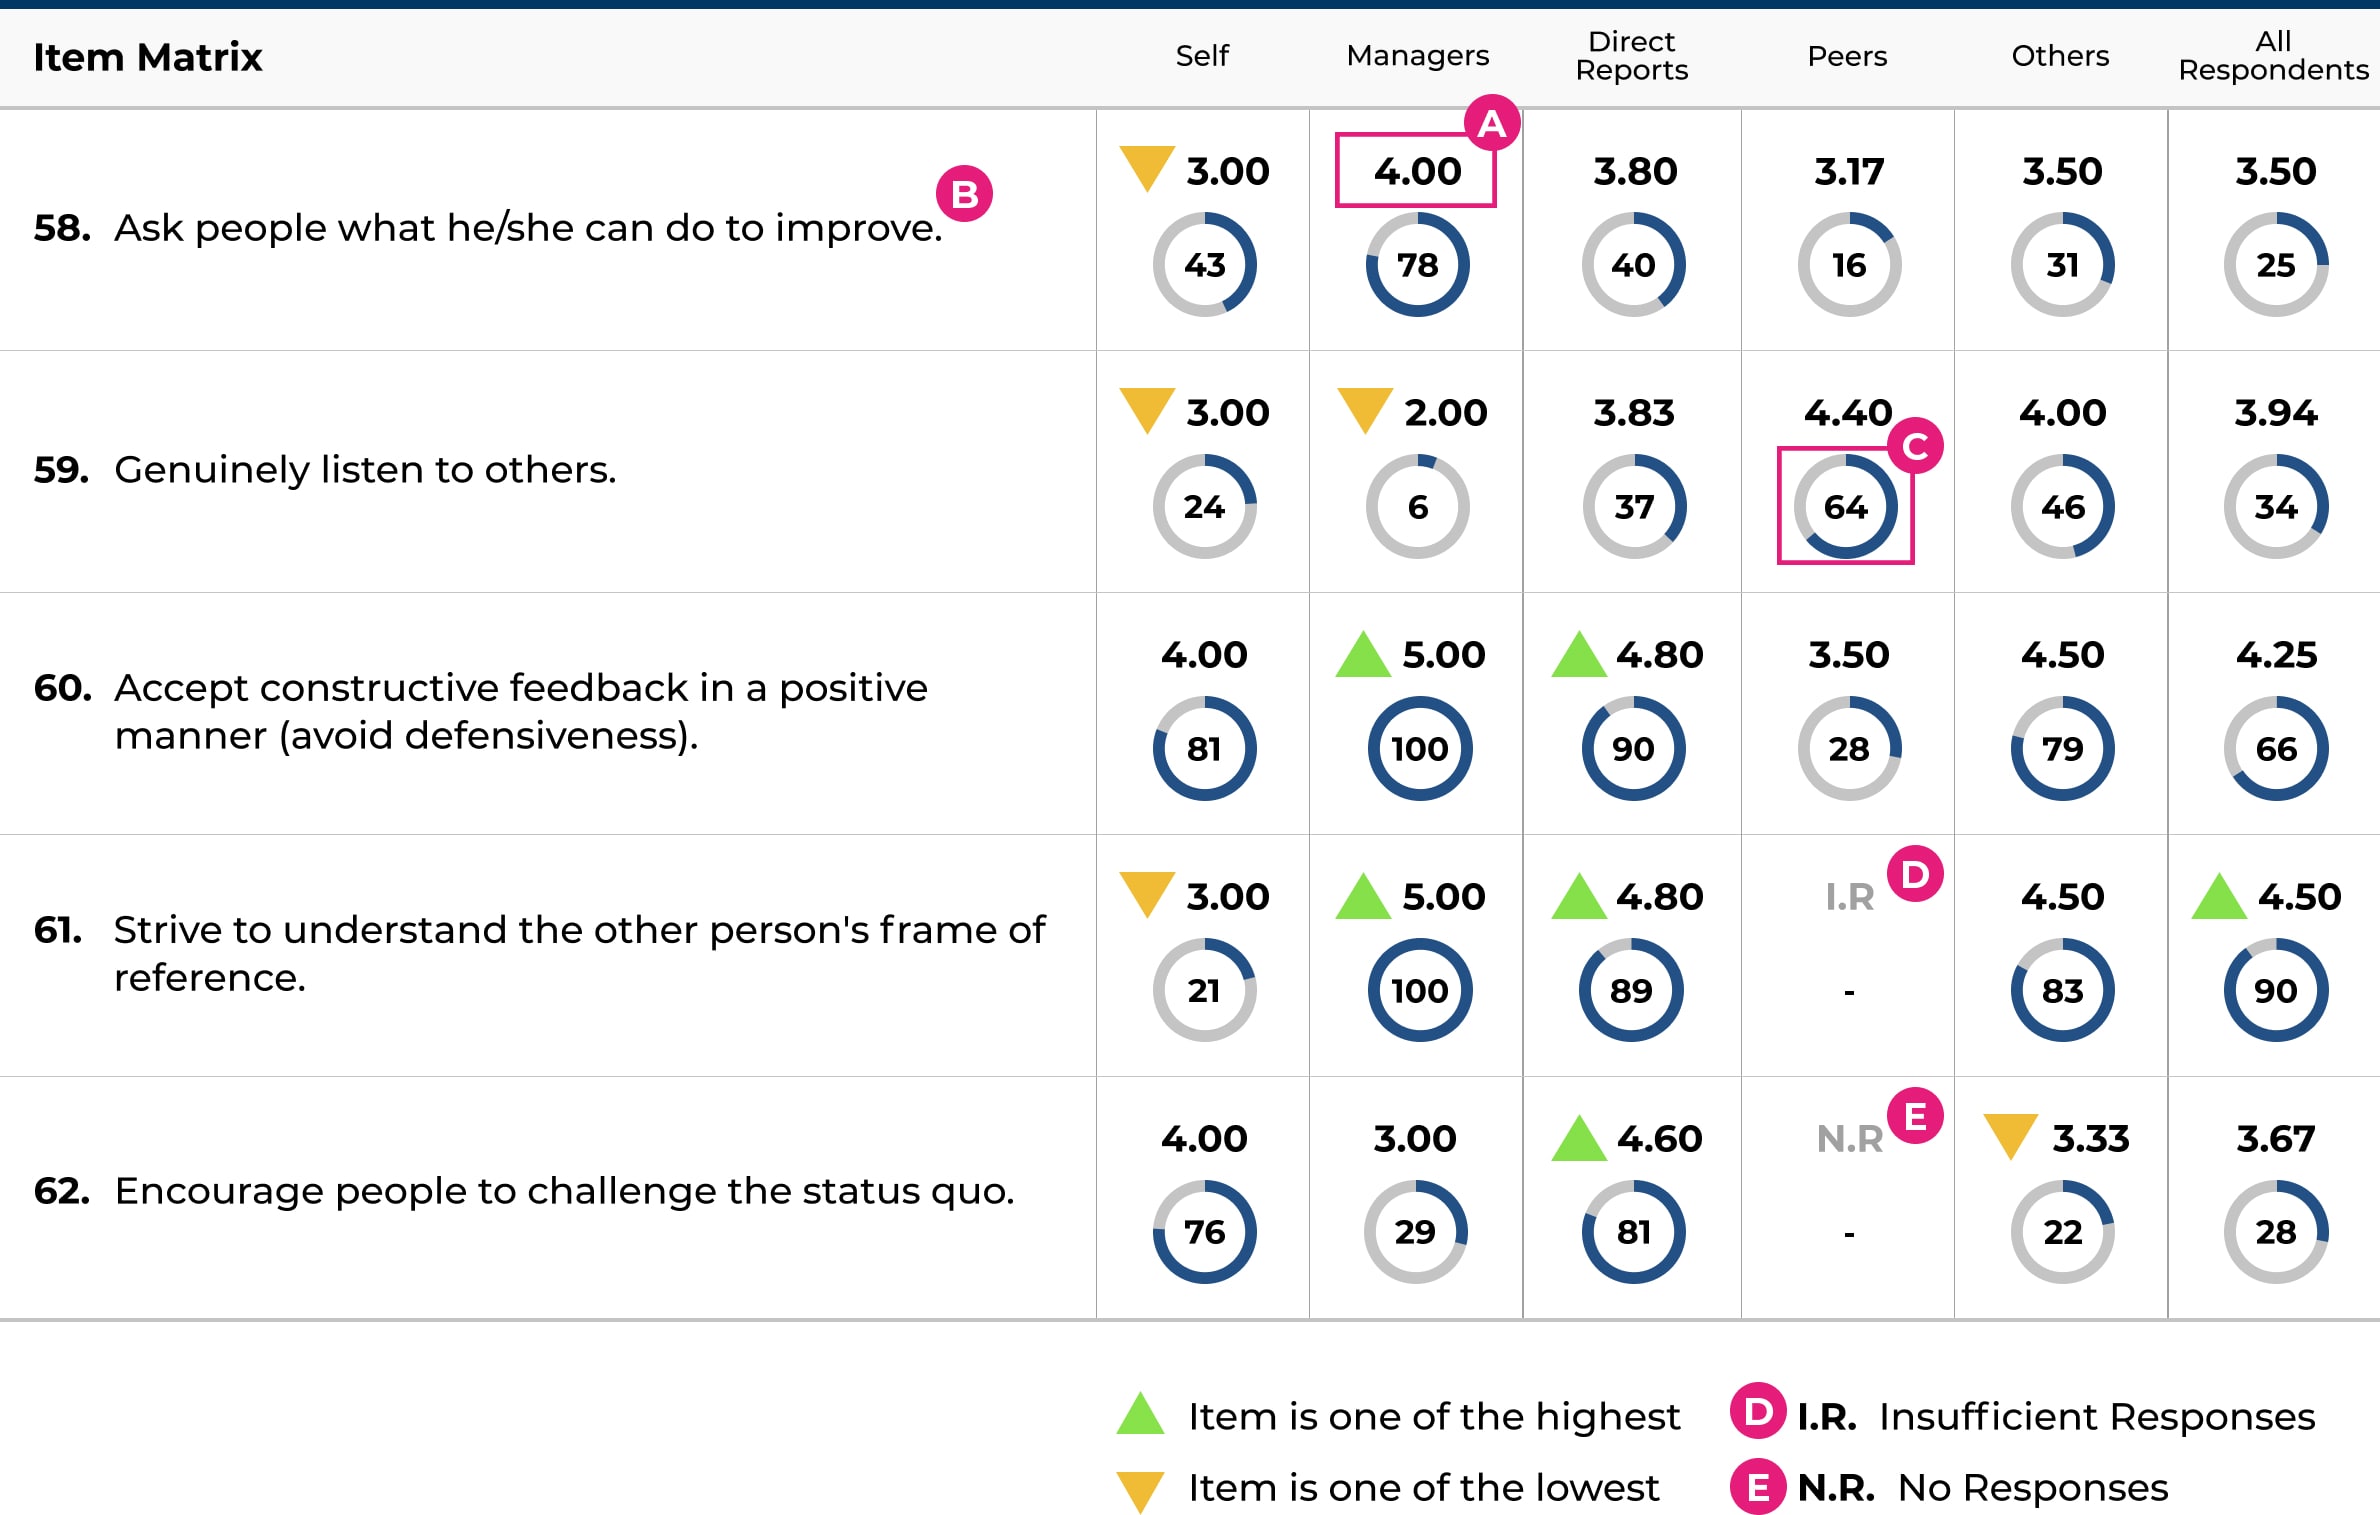 Item Matrix
Self
Managers
Direct
Reports
Peers
Others
All
Respondents
58. Ask people what he/she can do to improve.
B
3.00
43
A
4.00
78
3.80
40
3.17
16
3.50
31
3.50
25
59. Genuinely listen to others.
3.00
24
2.00
6
3.83
37
4.40
C
64
4.00
46
3.94
34
60. Accept constructive feedback in a positive
manner (avoid defensiveness).
4.00
81
5.00
100
4.80
90
3.50
28
4.50
79
4.25
66
61. Strive to understand the other person's frame of
reference.
3.00
21
5.00
100
4.80
89
I.R
D
-
4.50
83
4.50
90
62. Encourage people to challenge the status quo.
4.00
76
3.00
29
4.60
81
N.R
E
-
3.33
22
3.67
28
Item is one of the highest
D I.R. Insufficient Responses
Item is one of the lowest
E N.R. No Responses